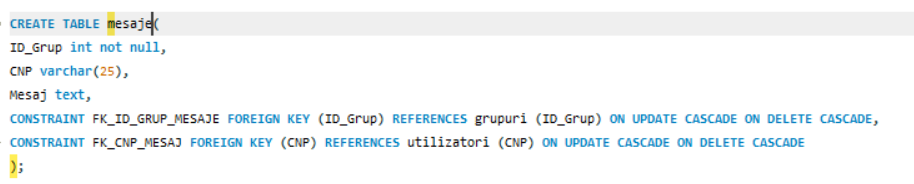 CREATE TABLE mesaje(
ID_Grup int not null,
CNP varchar(25),
Mesaj text,
CONSTRAINT FK_ID_GRUP_MESAJE FOREIGN KEY (ID_Grup) REFERENCES grupuri (ID_Grup) ON UPDATE CASCADE ON DELETE CASCADE,
CONSTRAINT FK_CNP_MESAJ FOREIGN KEY (CNP) REFERENCES utilizatori (CNP) ON UPDATE CASCADE ON DELETE CASCADE
);